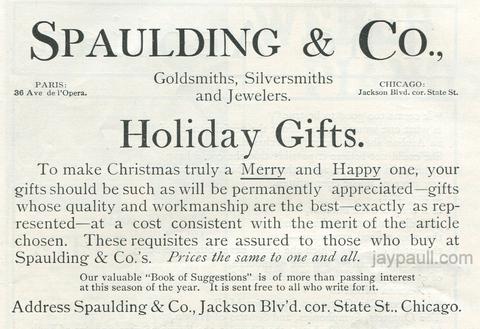 SPAULDING & CO.,
PARIS:
36 Ave de l'Opera.
Goldsmiths, Silversmiths
and Jewelers.
CHICAGO:
Jackson Blvd. cor. State St.
Holiday Gifts.
To make Christmas truly a Merry and Happy one, your
gifts should be such as will be permanently appreciated—gifts
whose quality and workmanship are the best—exactly as rep-
resented—at a cost consistent with the merit of the article
chosen. These requisites are assured to those who buy at
Spaulding & Co.'s. Prices the same to one and all.
jaypaull.com
Our valuable "Book of Suggestions" is of more than passing interest
at this season of the year. It is sent free to all who write for it.
Address Spaulding & Co., Jackson Blv'd. cor. State St., Chicago.